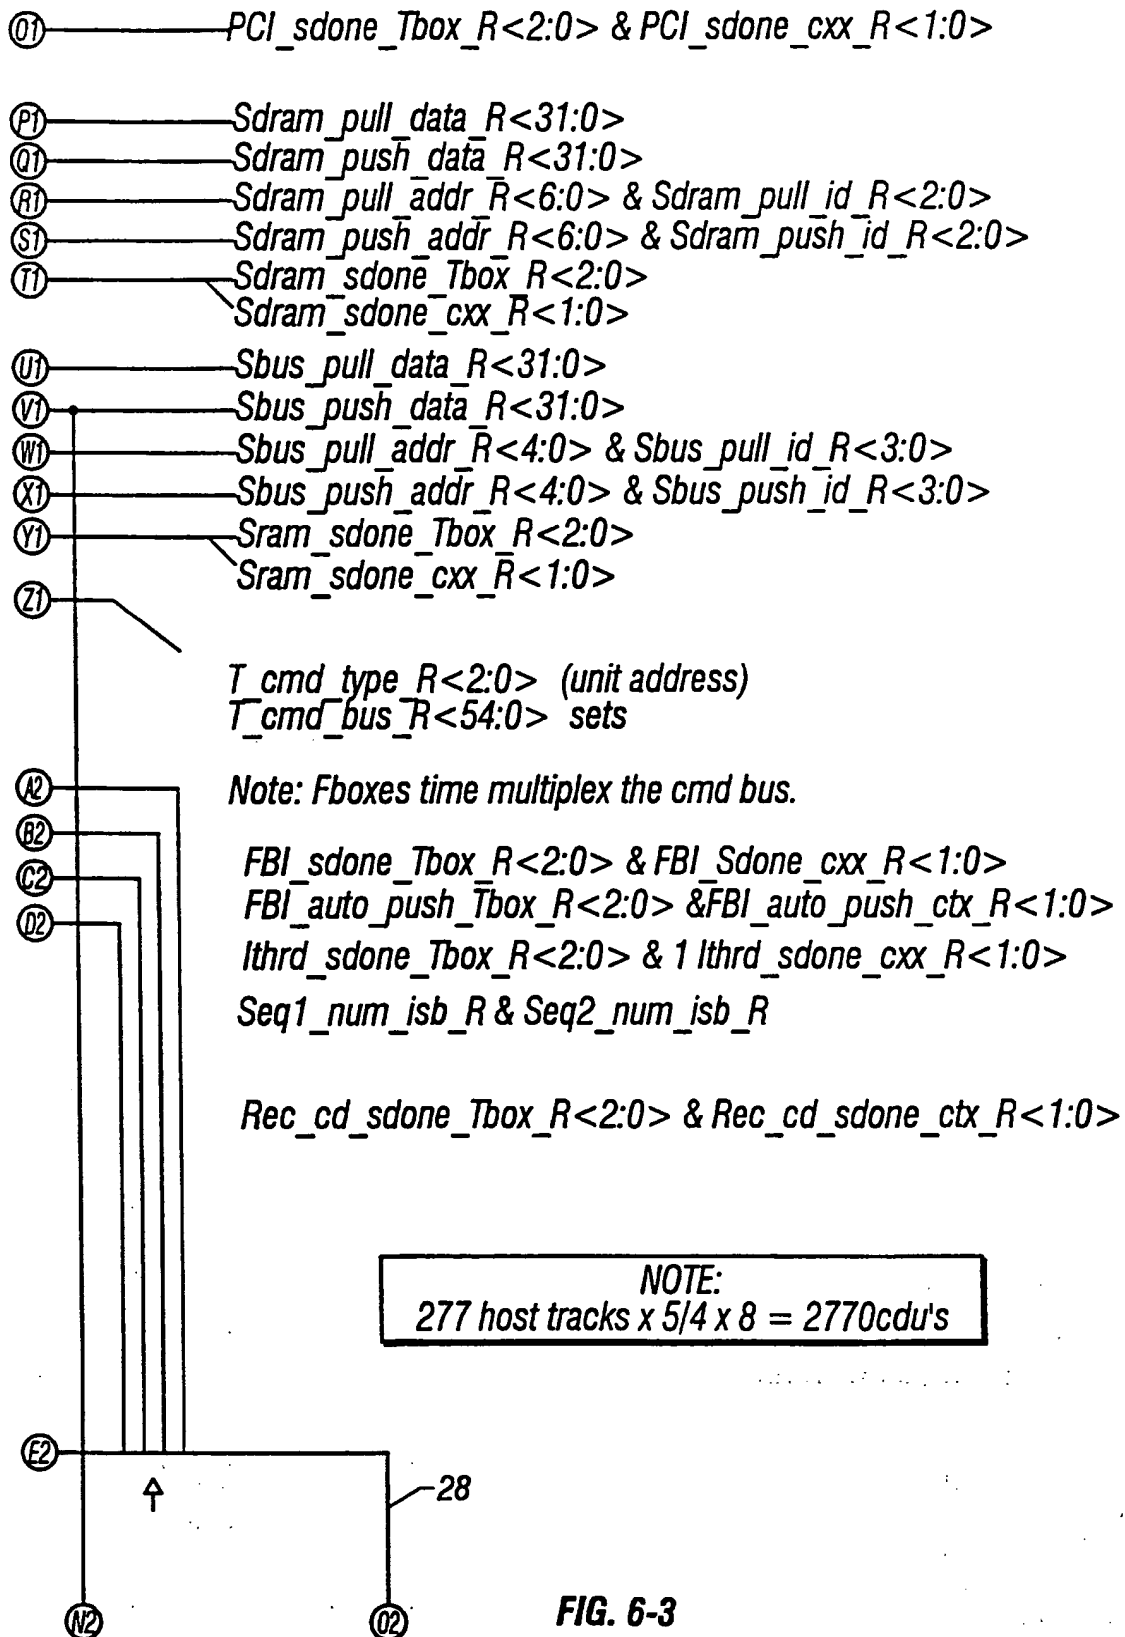 O1 PCI_sdone_Tbox_R<2:0> & PCI_sdone_cxx_R<1:0>
P1 Sdram_pull_data_R<31:0>
Q1 Sdram_push_data_R<31:0>
R1 Sdram_pull_addr_R<6:0> & Sdram_pull_id_R<2:0>
S1 Sdram_push_addr_R<6:0> & Sdram_push_id_R<2:0>
T1 Sdram_sdone_Tbox_R<2:0>
Sdram_sdone_cxx_R<1:0>
U1 Sbus_pull_data_R<31:0>
V1 Sbus_push_data_R<31:0>
W1 Sbus_pull_addr_R<4:0> & Sbus_pull_id_R<3:0>
X1 Sbus_push_addr_R<4:0> & Sbus_push_id_R<3:0>
Y1 Sram_sdone_Tbox_R<2:0>
Sram_sdone_cxx_R<1:0>
Z1
T_cmd_type_R<2:0> (unit address)
T_cmd_bus_R<54:0> sets
A2 Note: Fboxes time multiplex the cmd bus.
B2
FBI_sdone_Tbox_R<2:0> & FBI_Sdone_cxx_R<1:0>
C2
FBI_auto_push_Tbox_R<2:0> &FBI_auto_push_ctx_R<1:0>
D2
Ithrd_sdone_Tbox_R<2:0> & 1 Ithrd_sdone_cxx_R<1:0>
Seq1_num_isb_R & Seq2_num_isb_R
Rec_cd_sdone_Tbox_R<2:0> & Rec_cd_sdone_ctx_R<1:0>
NOTE:
277 host tracks x 5/4 x 8 = 2770cdu's
E2
28
N2 O2
FIG. 6-3